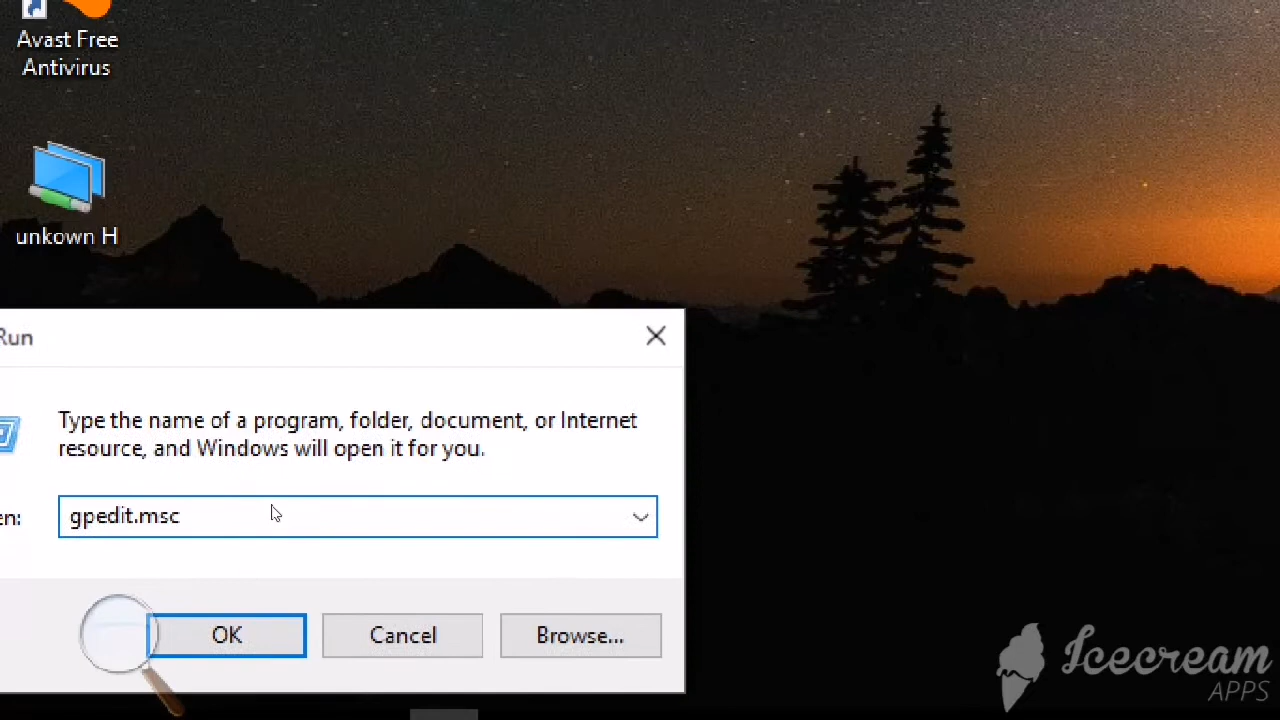 Avast Free
Antivirus
unkown H
Run
Type the name of a program, folder, document, or Internet
resource, and Windows will open it for you.
en:
gpedit.msc
OK
Cancel
Browse...
Icecream
APPS